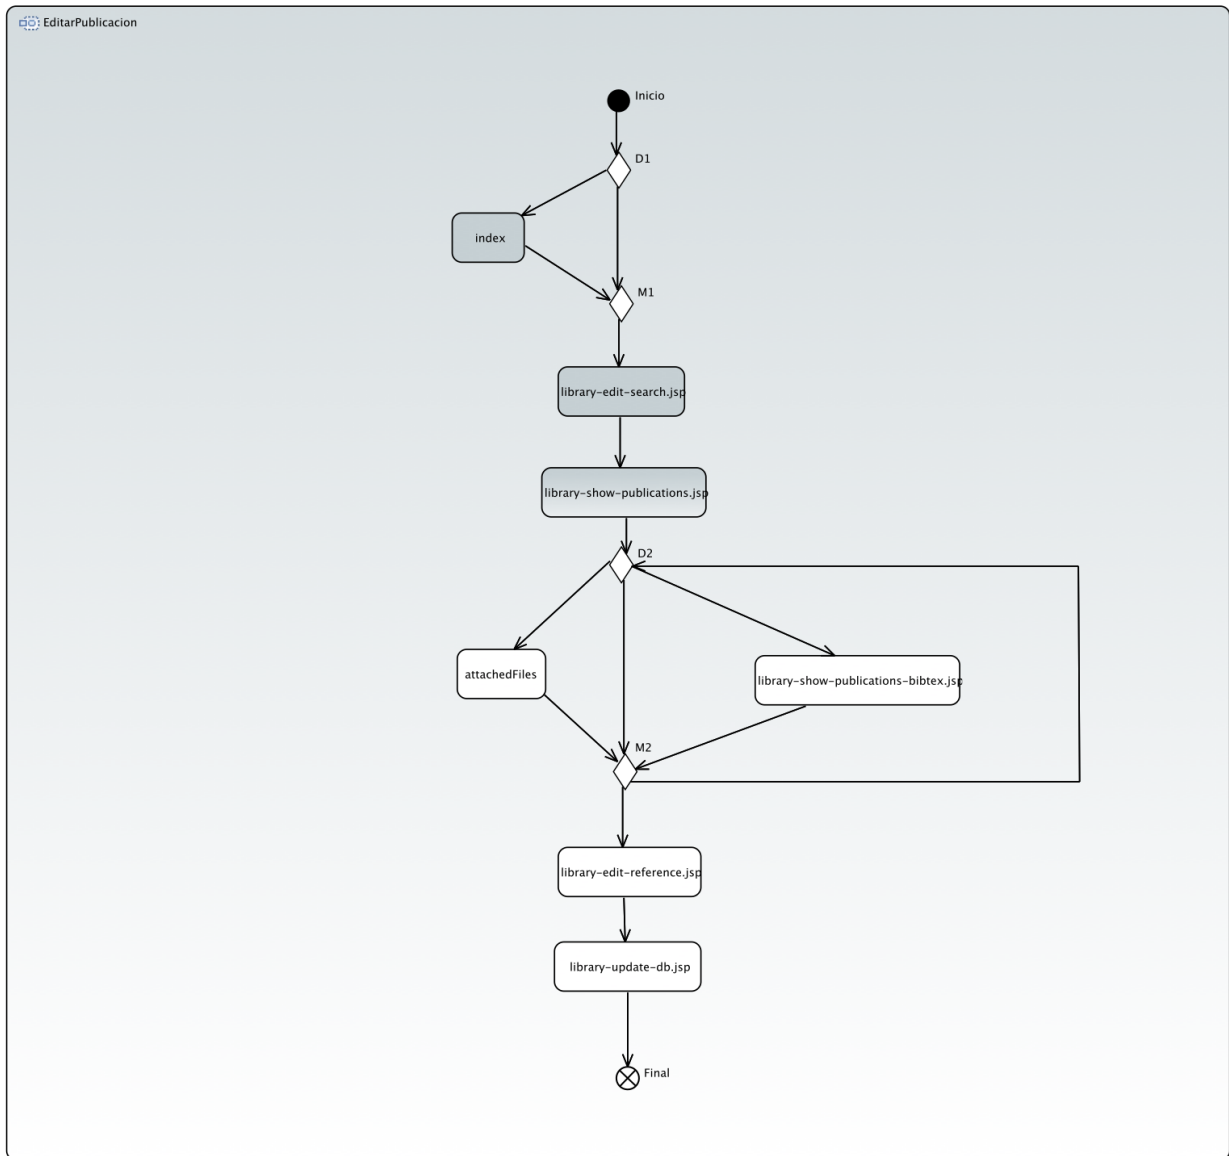 EditarPublicacion
Inicio
D1
index
M1
library-edit-search.jsp
library-show-publications.jsp
D2
attachedFiles
library-show-publications-bibtex.jsp
M2
library-edit-reference.jsp
library-update-db.jsp
Final